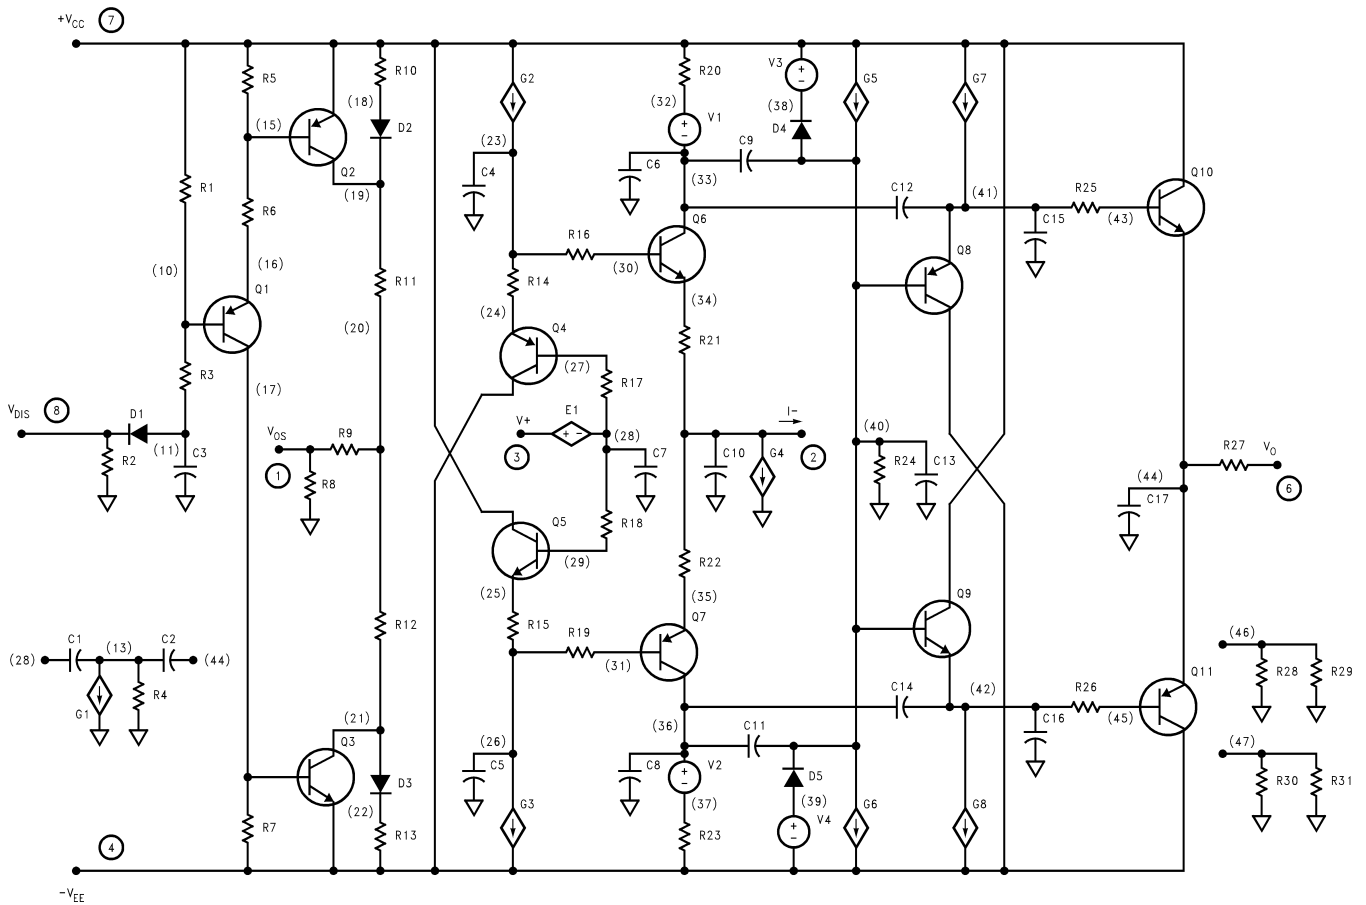 +VCC 7
R5
R10
G2
R20
V3
G5
G7
(18)
(38)
(32)
V1
(15)
D2
D4
Q2
(23)
C9
C4
C6
(19)
(33)
Q10
R1
R6
C12
(41)
R25
(43)
C15
R16
Q6
Q8
(10)
(16)
(30)
R11
R14
Q1
(34)
(24)
(20)
Q4
R21
(27)
R3
R17
(17)
VDIS 8
D1
E1
V+
I-
3
(28)
2
(40)
VOS
R9
(11)
C3
R2
1
R8
C7
C10
G4
R24
C13
R27
VO
6
(44)
C17
Q5
R18
(29)
R22
(25)
(35)
Q9
Q7
R12
R15
R19
(31)
C1
(13)
C2
(28)
(44)
G1
R4
(46)
R28
R29
Q11
C14
(42)
R26
(45)
C16
(21)
(36)
C11
(26)
Q3
C5
C8
V2
D5
(47)
R30
R31
D3
(22)
(37)
(39)
R7
R13
G3
R23
V4
G6
G8
4
-VEE